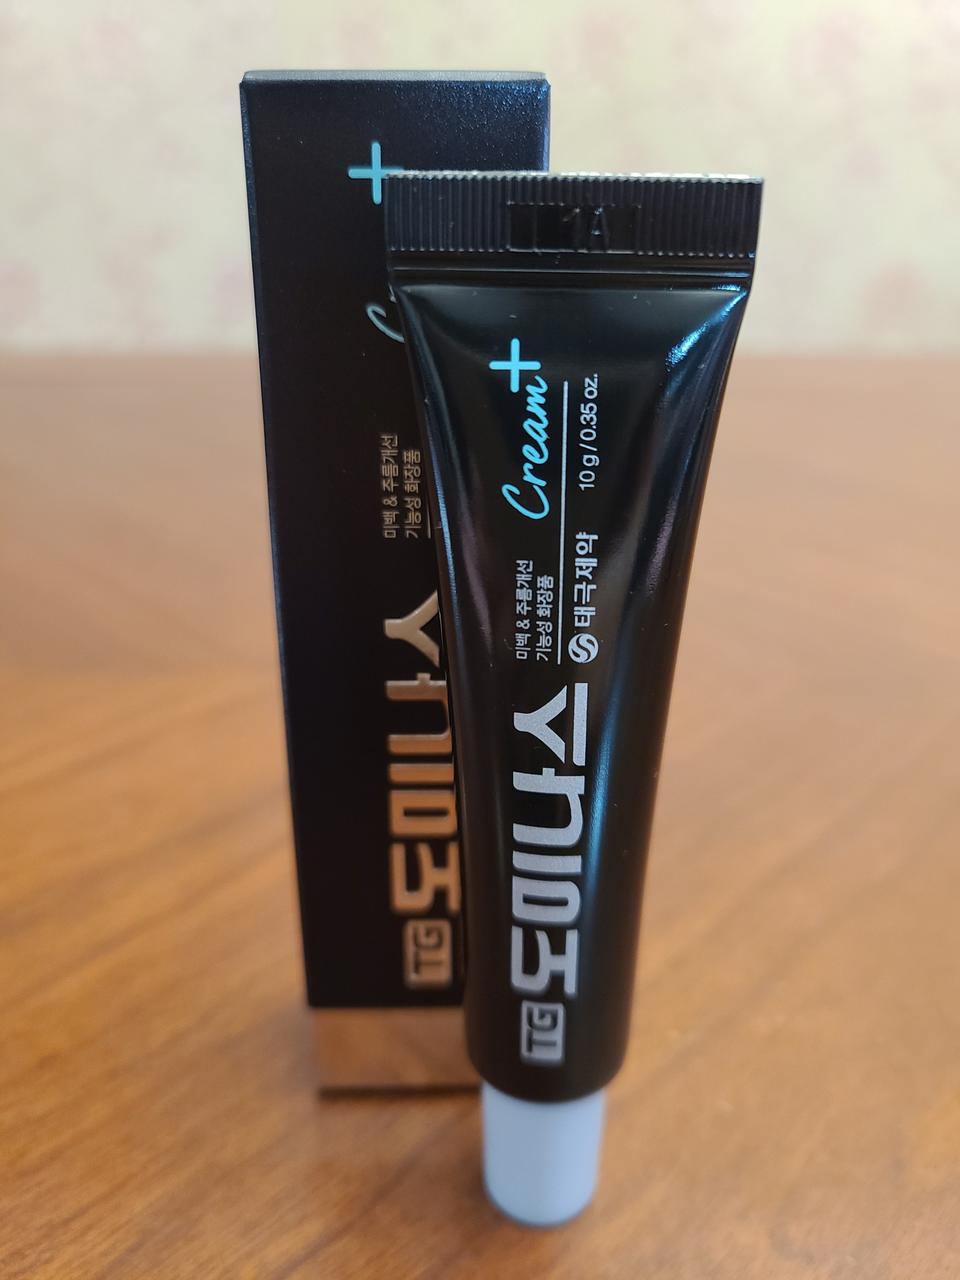 TG 도미나스
미백 & 주름개선
기능성 화장품
Cream+
태극제약
10 g / 0.35 oz.
1A
TG 도미나스
미백 & 주름개선
기능성 화장품
C
+